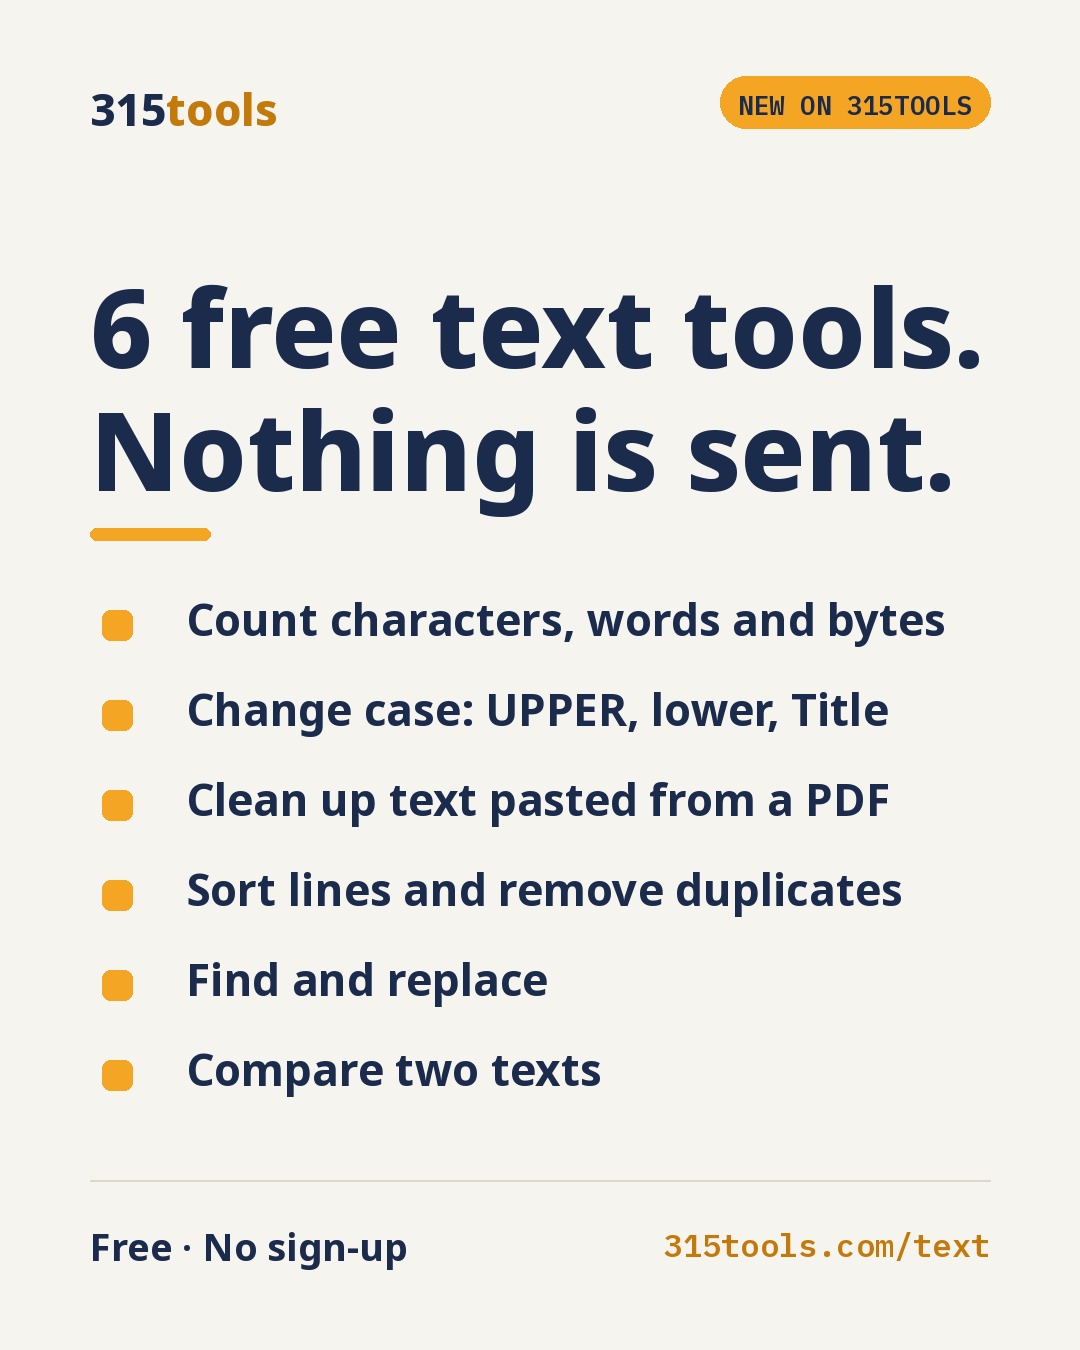 315tools
NEW ON 315TOOLS
6 free text tools.
Nothing is sent.
Count characters, words and bytes
Change case: UPPER, lower, Title
Clean up text pasted from a PDF
Sort lines and remove duplicates
Find and replace
Compare two texts
Free · No sign-up
315tools.com/text